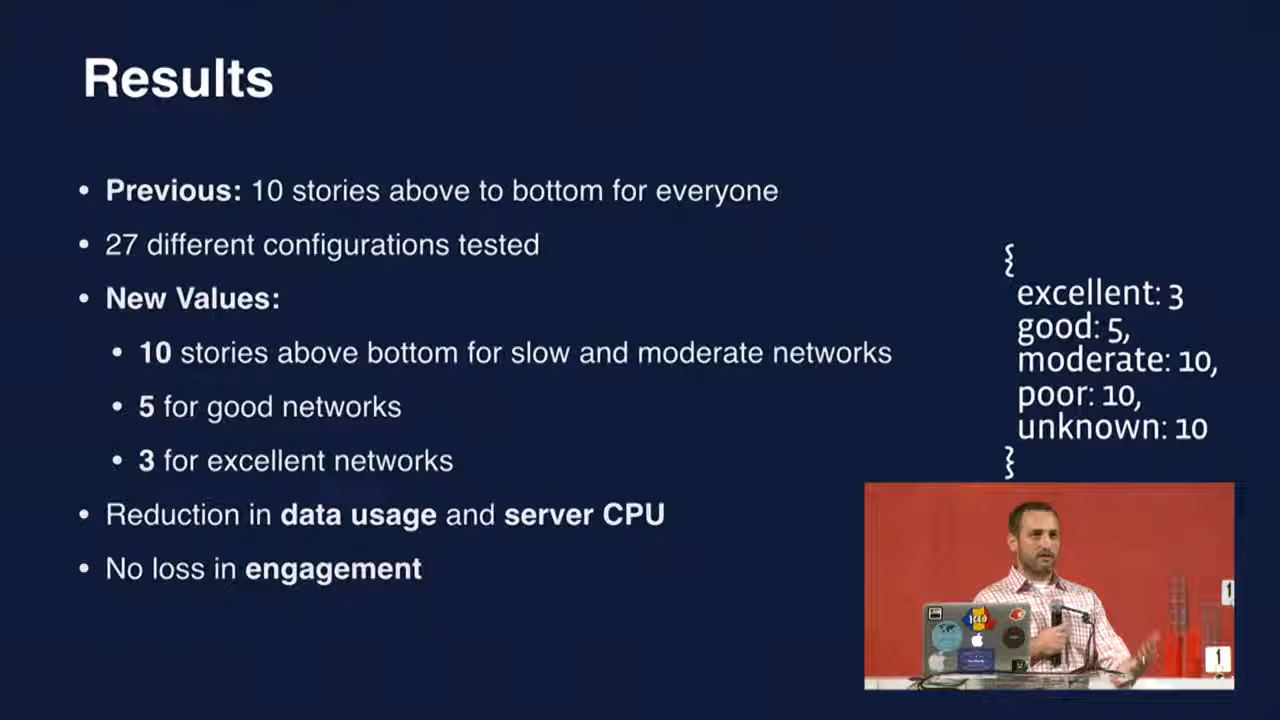 Results
• Previous: 10 stories above to bottom for everyone
• 27 different configurations tested
• New Values:
• 10 stories above bottom for slow and moderate networks
• 5 for good networks
• 3 for excellent networks
• Reduction in data usage and server CPU
• No loss in engagement
{
excellent: 3
good: 5,
moderate: 10,
poor: 10,
unknown: 10
}
1
1